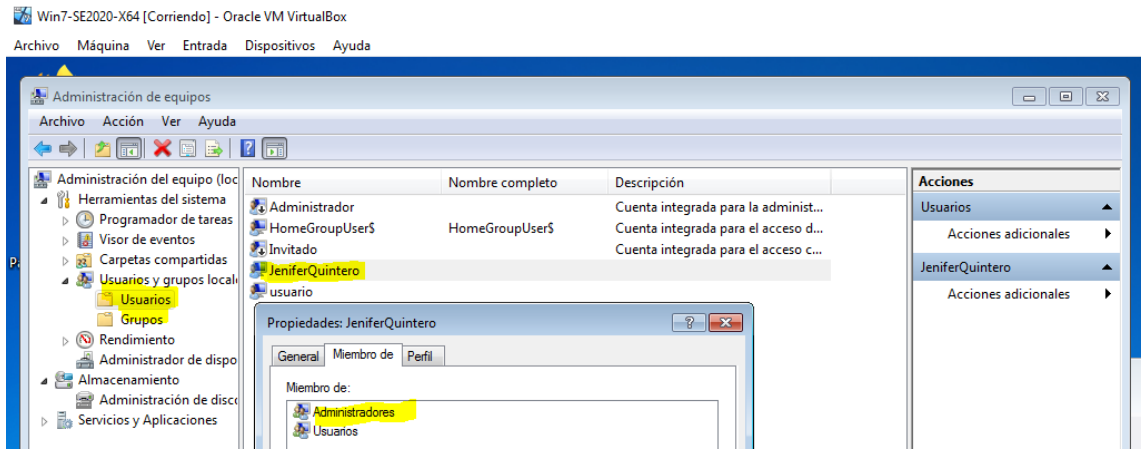 Win7-SE2020-X64 [Corriendo] - Oracle VM VirtualBox
Archivo Máquina Ver Entrada Dispositivos Ayuda
Administración de equipos
Archivo Acción Ver Ayuda
Administración del equipo (loc
Herramientas del sistema
Programador de tareas
Visor de eventos
Carpetas compartidas
Usuarios y grupos locale
Usuarios
Grupos
Rendimiento
Administrador de dispo
Almacenamiento
Administración de disco
Servicios y Aplicaciones
Nombre Nombre completo Descripción
Administrador Cuenta integrada para la administ...
HomeGroupUser$ HomeGroupUser$ Cuenta integrada para el acceso d...
Invitado Cuenta integrada para el acceso c...
JeniferQuintero
usuario
Propiedades: JeniferQuintero
General Miembro de Perfil
Miembro de:
Administradores
Usuarios
Acciones
Usuarios
Acciones adicionales
JeniferQuintero
Acciones adicionales